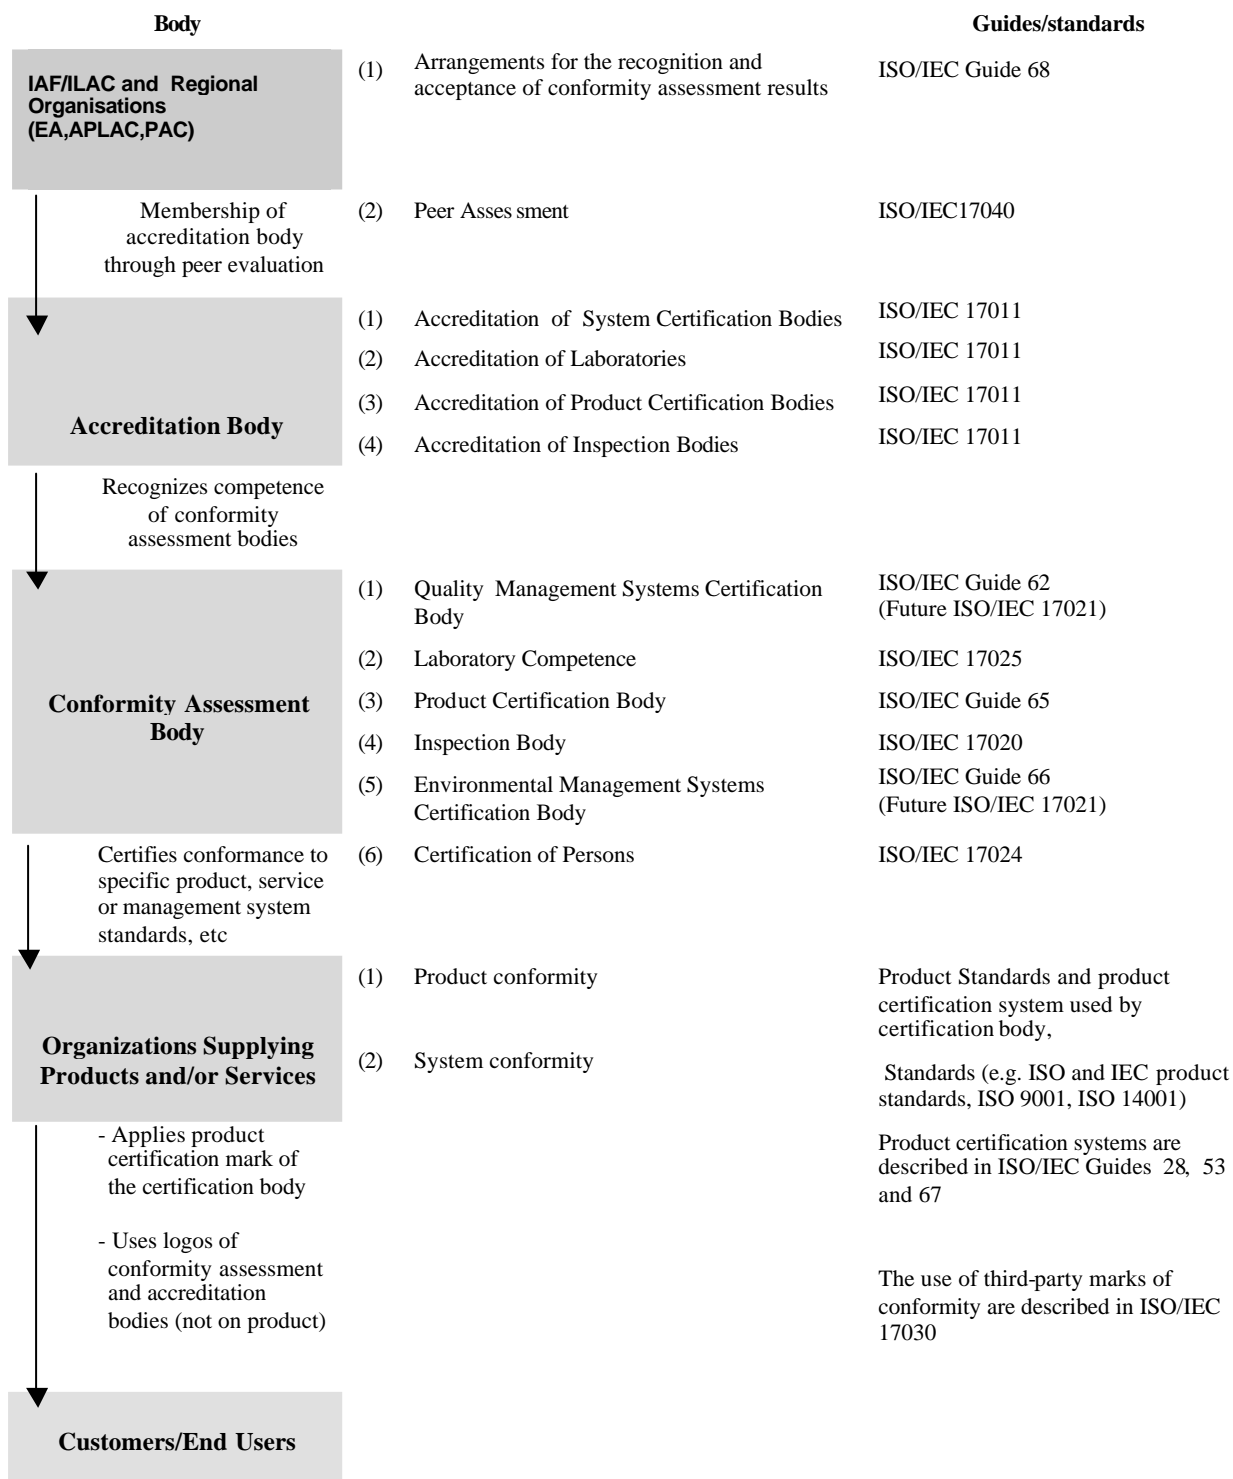 Body
Guides/standards
IAF/ILAC and Regional
Organisations
(EA,APLAC,PAC)
(1)
Arrangements for the recognition and
acceptance of conformity assessment results
ISO/IEC Guide 68
Membership of
accreditation body
through peer evaluation
(2)
Peer Asses sment
ISO/IEC17040
Accreditation Body
(1)
Accreditation of System Certification Bodies
ISO/IEC 17011
(2)
Accreditation of Laboratories
ISO/IEC 17011
(3)
Accreditation of Product Certification Bodies
ISO/IEC 17011
(4)
Accreditation of Inspection Bodies
ISO/IEC 17011
Recognizes competence
of conformity
assessment bodies
Conformity Assessment
Body
(1)
Quality Management Systems Certification
Body
ISO/IEC Guide 62
(Future ISO/IEC 17021)
(2)
Laboratory Competence
ISO/IEC 17025
(3)
Product Certification Body
ISO/IEC Guide 65
(4)
Inspection Body
ISO/IEC 17020
(5)
Environmental Management Systems
Certification Body
ISO/IEC Guide 66
(Future ISO/IEC 17021)
Certifies conformance to
specific product, service
or management system
standards, etc
(6)
Certification of Persons
ISO/IEC 17024
Organizations Supplying
Products and/or Services
(1)
Product conformity
Product Standards and product
certification system used by
certification body,
(2)
System conformity
Standards (e.g. ISO and IEC product
standards, ISO 9001, ISO 14001)
- Applies product
certification mark of
the certification body
Product certification systems are
described in ISO/IEC Guides 28, 53
and 67
- Uses logos of
conformity assessment
and accreditation
bodies (not on product)
The use of third-party marks of
conformity are described in ISO/IEC
17030
Customers/End Users